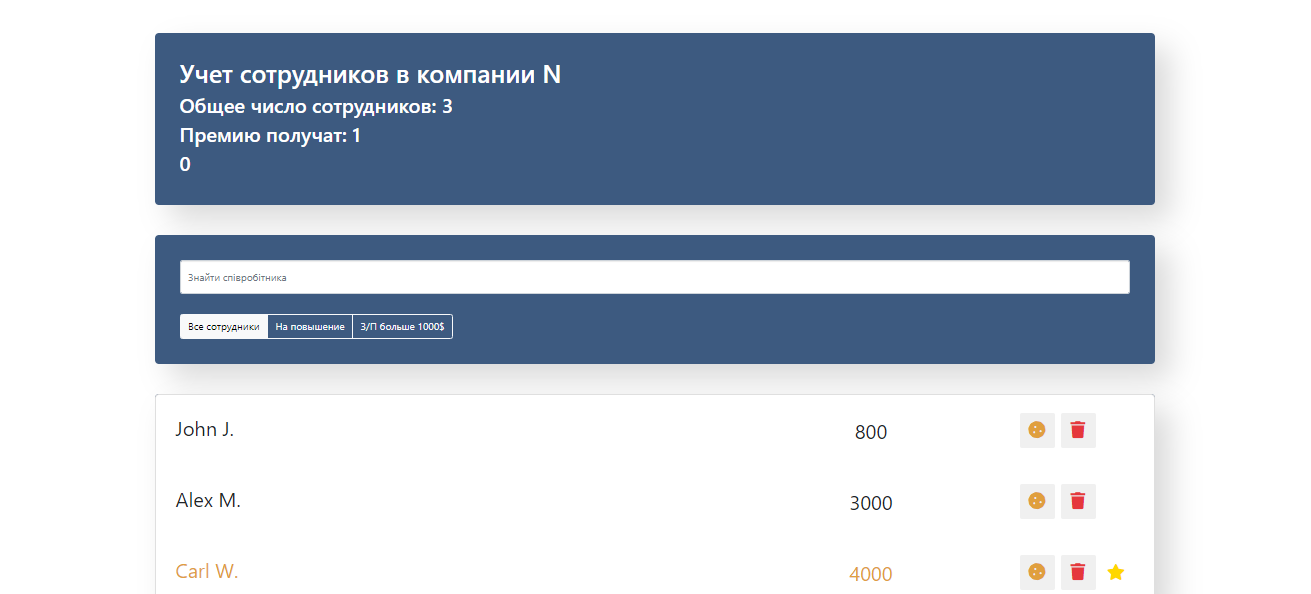 Учет сотрудников в компании N
Общее число сотрудников: 3
Премию получат: 1
0
Знайти співробітника
Все сотрудники На повышение З/П больше 1000$
John J. 800
Alex M. 3000
Carl W. 4000